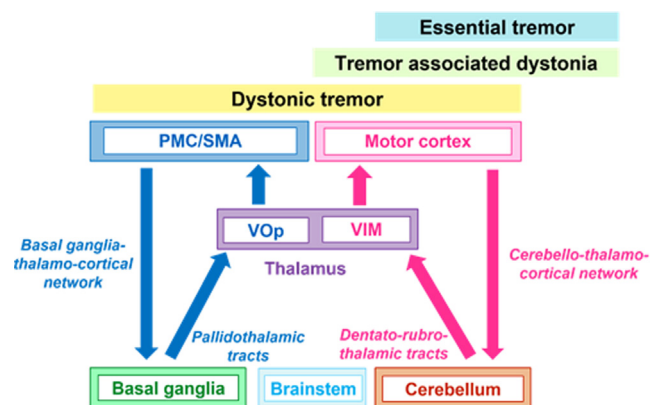 Essential tremor
Tremor associated dystonia
Dystonic tremor
PMC/SMA
Motor cortex
VOp
VIM
Thalamus
Basal ganglia-
thalamo-cortical
network
Cerebello-thalamo-
cortical network
Pallidothalamic
tracts
Dentato-rubro-
thalamic tracts
Basal ganglia
Brainstem
Cerebellum